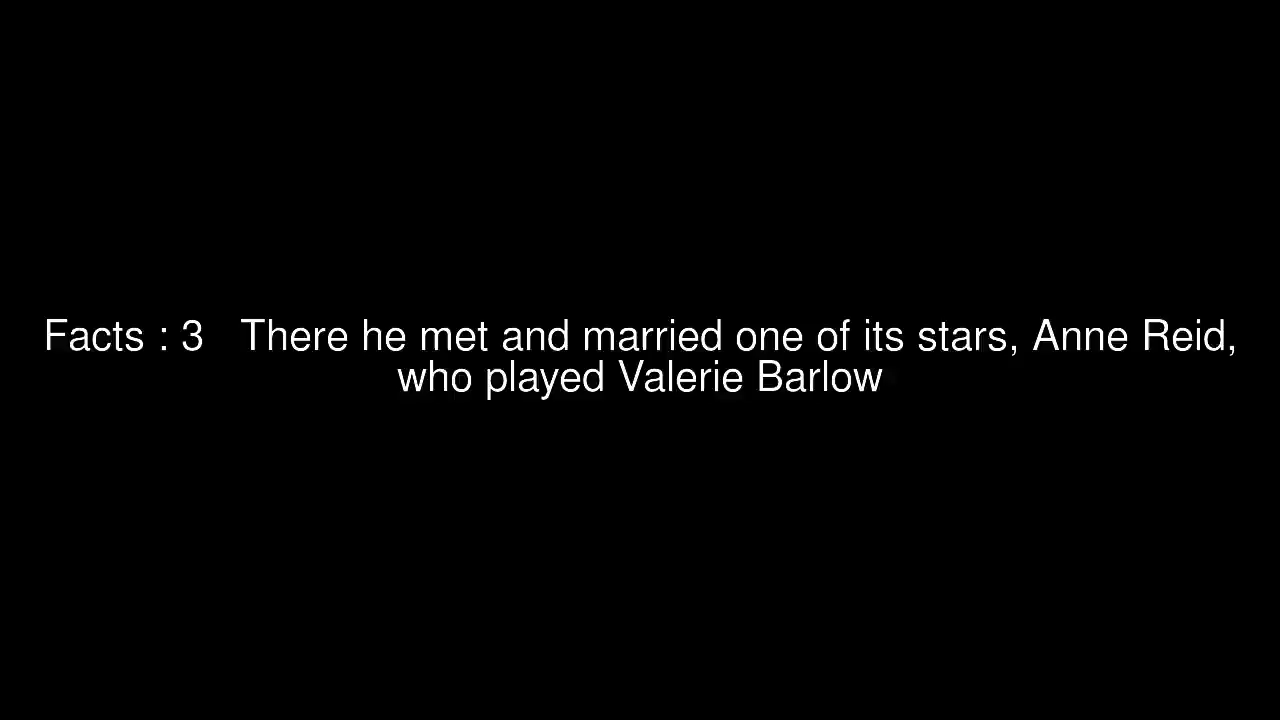 Facts : 3   There he met and married one of its stars, Anne Reid,
who played Valerie Barlow